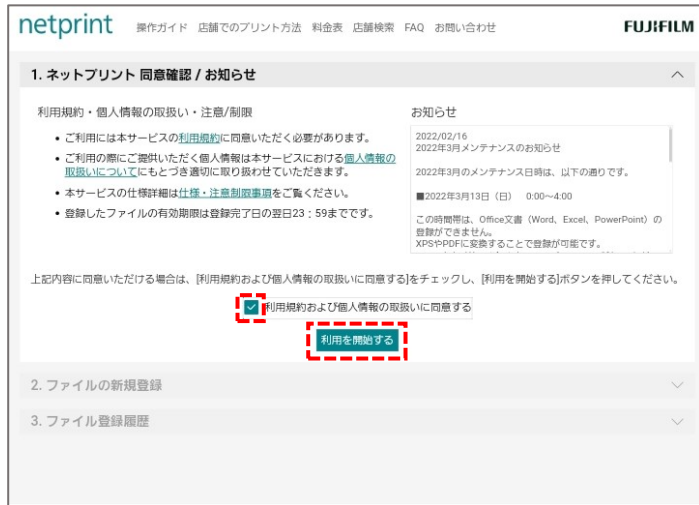 netprint 操作ガイド 店舗でのプリント方法 料金表 店舗検索 FAQ お問い合わせ FUJIFILM
1. ネットプリント 同意確認 / お知らせ
利用規約・個人情報の取扱い・注意/制限
• ご利用には本サービスの利用規約に同意いただく必要があります。
• ご利用の際にご提供いただく個人情報は本サービスにおける個人情報の
取扱いについてにもとづき適切に取り扱わせていただきます。
• 本サービスの仕様詳細は仕様・注意制限事項をご覧ください。
• 登録したファイルの有効期限は登録完了日の翌日23：59までです。
お知らせ
2022/02/16
2022年3月メンテナンスのお知らせ
2022年3月のメンテナンス日時は、以下の通りです。
■2022年3月13日（日） 0:00～4:00
この時間帯は、Office文書（Word、Excel、PowerPoint）の
登録ができません。
XPSやPDFに変換することで登録が可能です。
上記内容に同意いただける場合は、[利用規約および個人情報の取扱いに同意する]をチェックし、[利用を開始する]ボタンを押してください。
利用規約および個人情報の取扱いに同意する
利用を開始する
2. ファイルの新規登録
3. ファイル登録履歴